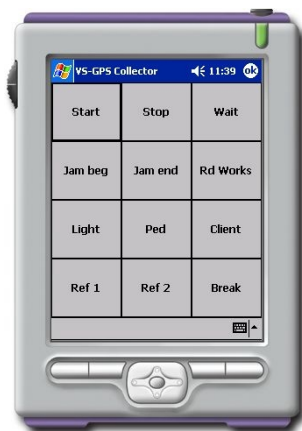 VS-GPS Collector 11:39 ok
Start Stop Wait
Jam beg Jam end Rd Works
Light Ped Client
Ref 1 Ref 2 Break